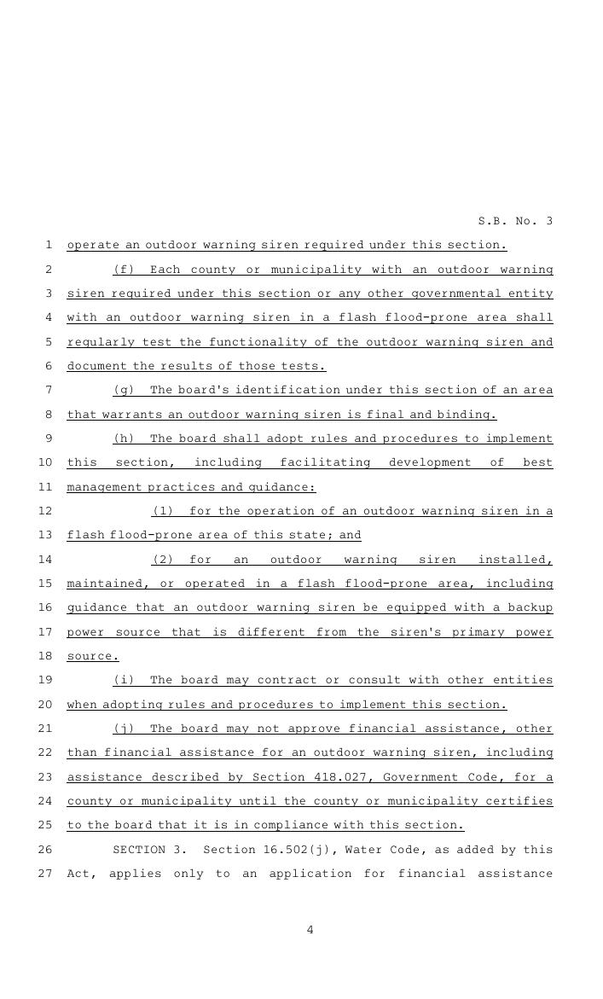 S.B. No. 3
1 operate an outdoor warning siren required under this section.
2 (f) Each county or municipality with an outdoor warning
3 siren required under this section or any other governmental entity
4 with an outdoor warning siren in a flash flood-prone area shall
5 regularly test the functionality of the outdoor warning siren and
6 document the results of those tests.
7 (g) The board's identification under this section of an area
8 that warrants an outdoor warning siren is final and binding.
9 (h) The board shall adopt rules and procedures to implement
10 this section, including facilitating development of best
11 management practices and guidance:
12 (1) for the operation of an outdoor warning siren in a
13 flash flood-prone area of this state; and
14 (2) for an outdoor warning siren installed,
15 maintained, or operated in a flash flood-prone area, including
16 guidance that an outdoor warning siren be equipped with a backup
17 power source that is different from the siren's primary power
18 source.
19 (i) The board may contract or consult with other entities
20 when adopting rules and procedures to implement this section.
21 (j) The board may not approve financial assistance, other
22 than financial assistance for an outdoor warning siren, including
23 assistance described by Section 418.027, Government Code, for a
24 county or municipality until the county or municipality certifies
25 to the board that it is in compliance with this section.
26 SECTION 3. Section 16.502(j), Water Code, as added by this
27 Act, applies only to an application for financial assistance
4